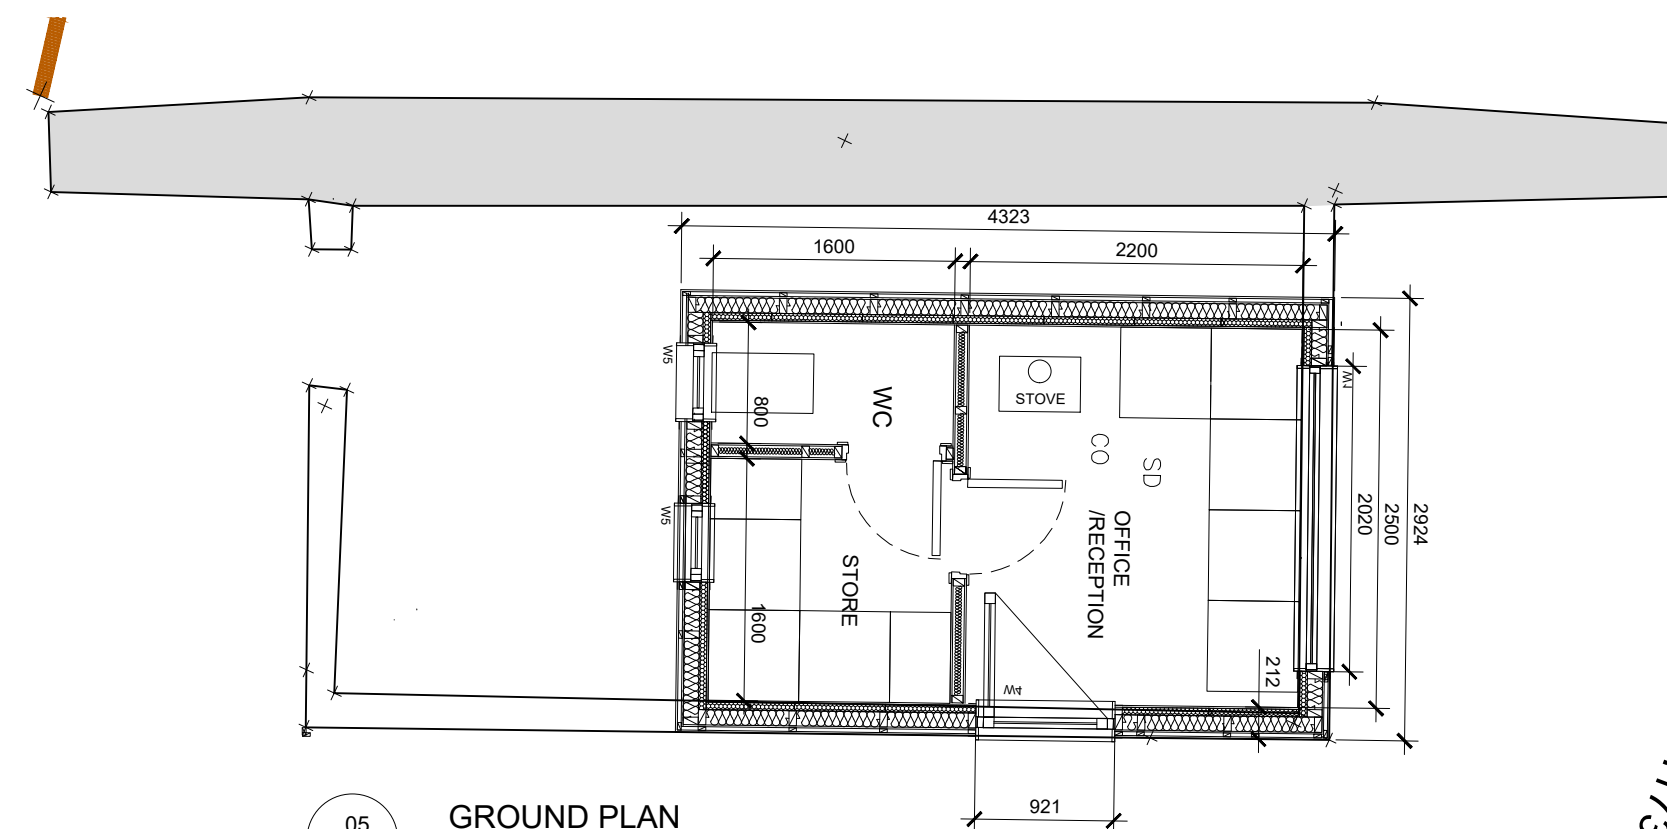 4323
1600
2200
W5
W1
STOVE
WC
800
CO
SD
2020
2500
2924
W5
OFFICE
/RECEPTION
STORE
1600
212
W4
921
05
GROUND PLAN